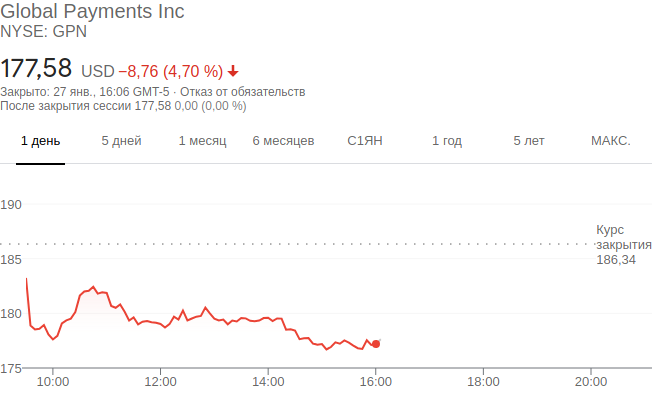 Global Payments Inc
NYSE: GPN
177,58 USD −8,76 (4,70 %)
Закрыто: 27 янв., 16:06 GMT-5 · Отказ от обязательств
После закрытия сессии 177,58 0,00 (0,00 %)
1 день 5 дней 1 месяц 6 месяцев С1ЯН 1 год 5 лет МАКС.
190
Курс
закрытия
186,34
185
180
175
10:00 12:00 14:00 16:00 18:00 20:00